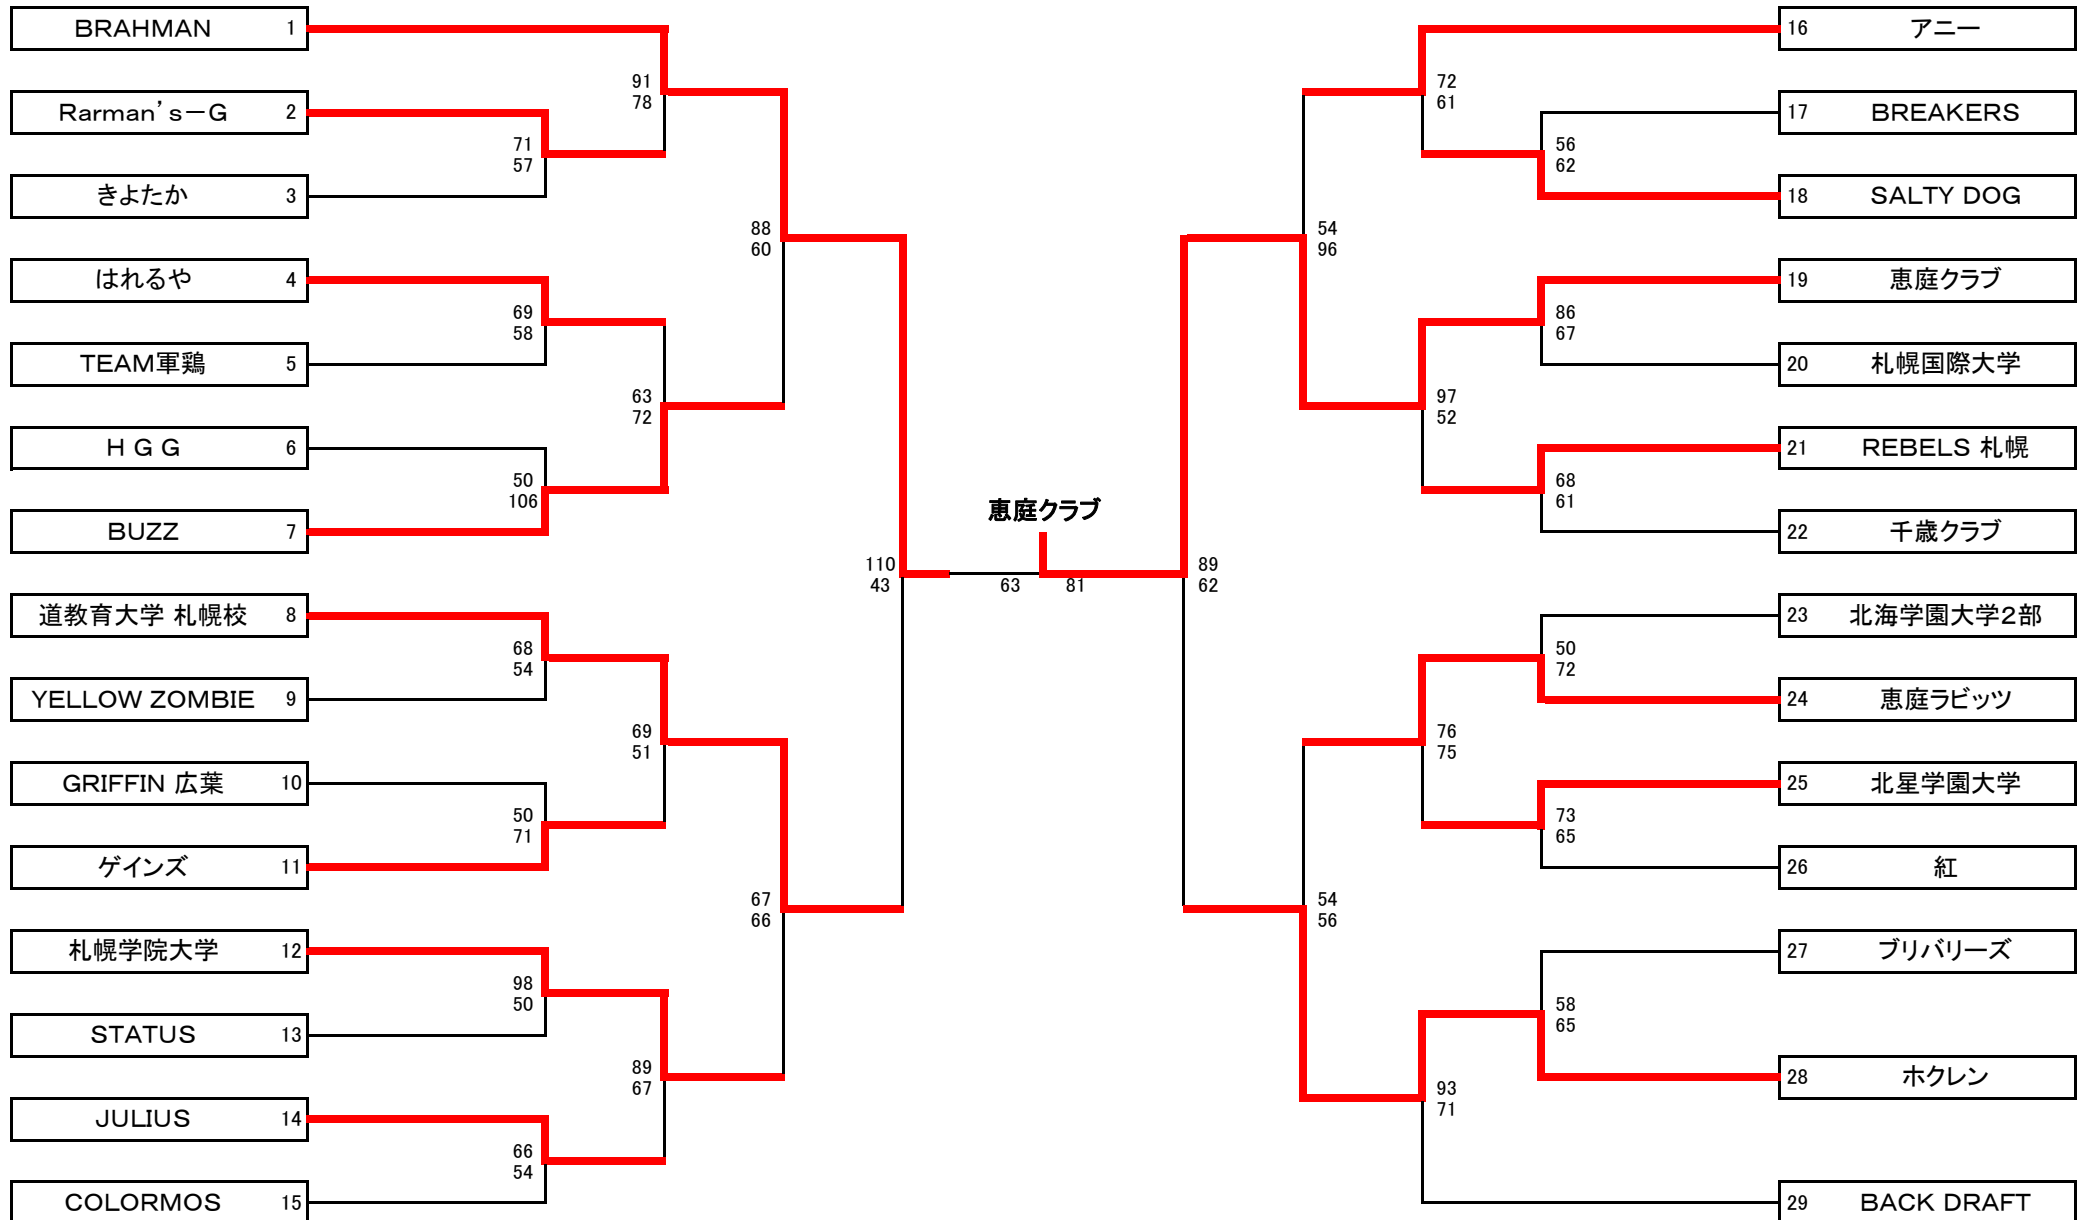 BRAHMAN 1
Rarman's－G 2
きよたか 3
はれるや 4
TEAM軍鶏 5
H G G 6
BUZZ 7
道教育大学 札幌校 8
YELLOW ZOMBIE 9
GRIFFIN 広葉 10
ゲインズ 11
札幌学院大学 12
STATUS 13
JULIUS 14
COLORMOS 15
71
57
69
58
50
106
68
54
50
71
98
50
66
54
91
78
63
72
69
51
89
67
88
60
67
66
110
43
恵庭クラブ
63
81
89
62
54
96
54
56
72
61
97
52
76
75
93
71
56
62
86
67
68
61
50
72
73
65
58
65
16 アニー
17 BREAKERS
18 SALTY DOG
19 恵庭クラブ
20 札幌国際大学
21 REBELS 札幌
22 千歳クラブ
23 北海学園大学２部
24 恵庭ラビッツ
25 北星学園大学
26 紅
27 ブリバリーズ
28 ホクレン
29 BACK DRAFT